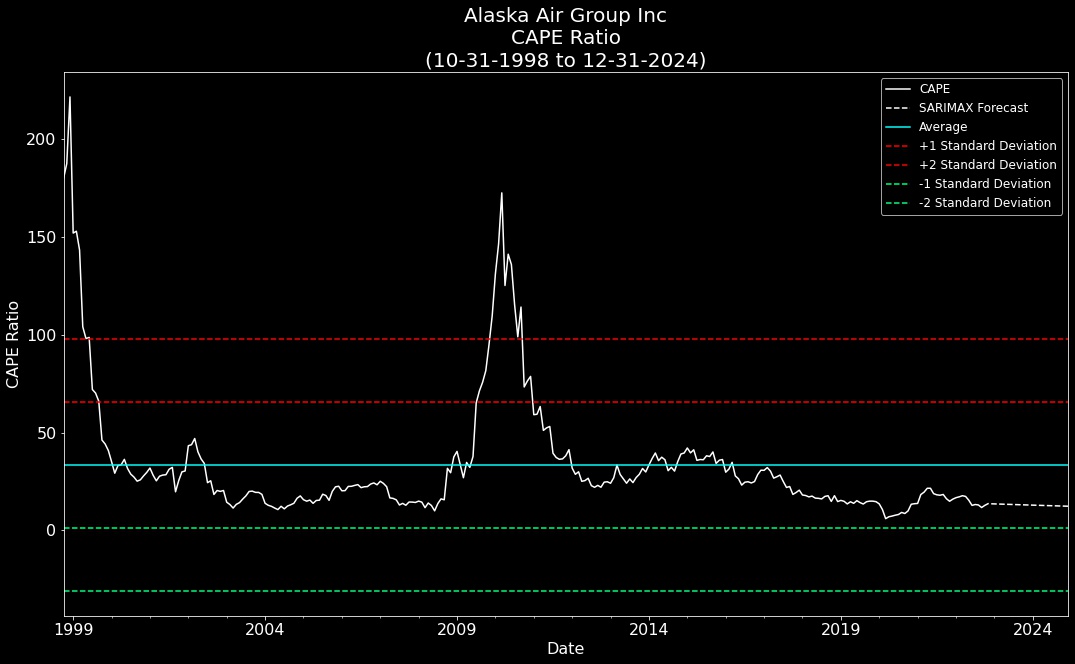 Alaska Air Group Inc
CAPE Ratio
(10-31-1998 to 12-31-2024)
CAPE
SARIMAX Forecast
Average
+1 Standard Deviation
+2 Standard Deviation
-1 Standard Deviation
-2 Standard Deviation
CAPE Ratio
200
150
100
50
0
1999
2004
2009
2014
2019
2024
Date